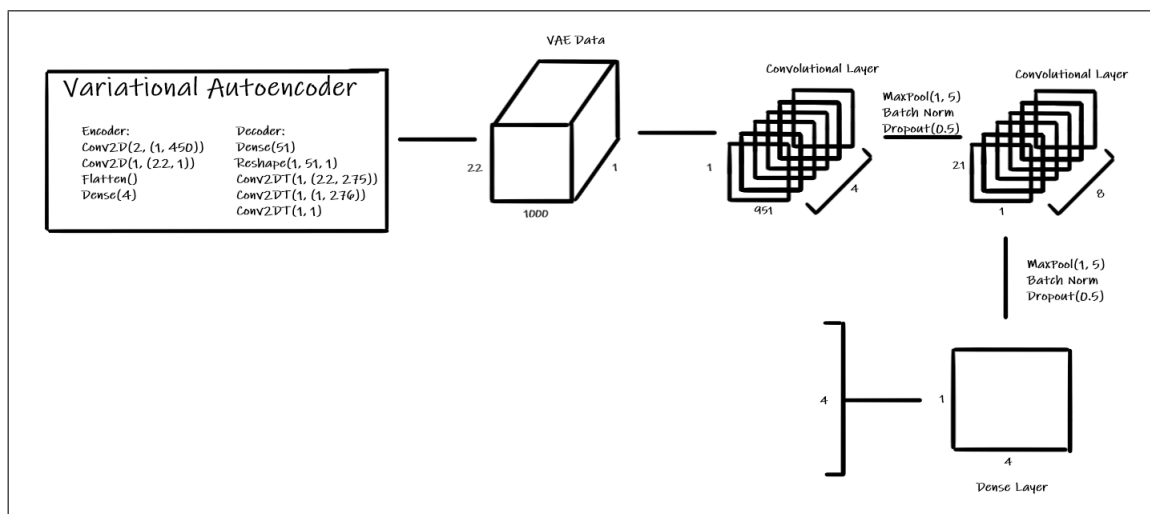 Variational Autoencoder
Encoder:
Conv2D(2, (1, 450))
Conv2D(1, (22, 1))
Flatten()
Dense(4)
Decoder:
Dense(51)
Reshape(1, 51, 1)
Conv2DT(1, (22, 275))
Conv2DT(1, (1, 276))
Conv2DT(1, 1)
VAE Data
22
1
1000
Convolutional Layer
1
4
951
MaxPool(1, 5)
Batch Norm
Dropout(0.5)
Convolutional Layer
21
8
1
MaxPool(1, 5)
Batch Norm
Dropout(0.5)
1
4
Dense Layer
4